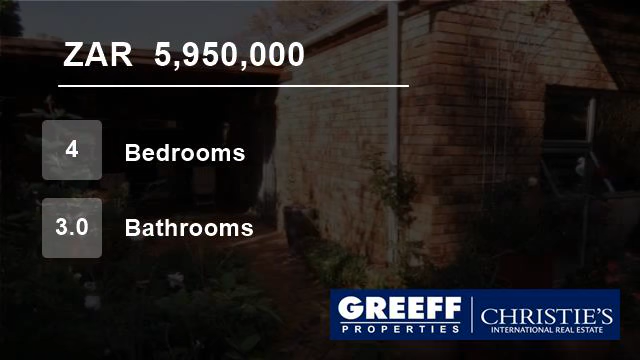 ZAR 5,950,000
4
Bedrooms
3.0
Bathrooms
GREEFF
PROPERTIES
CHRISTIE'S
INTERNATIONAL REAL ESTATE